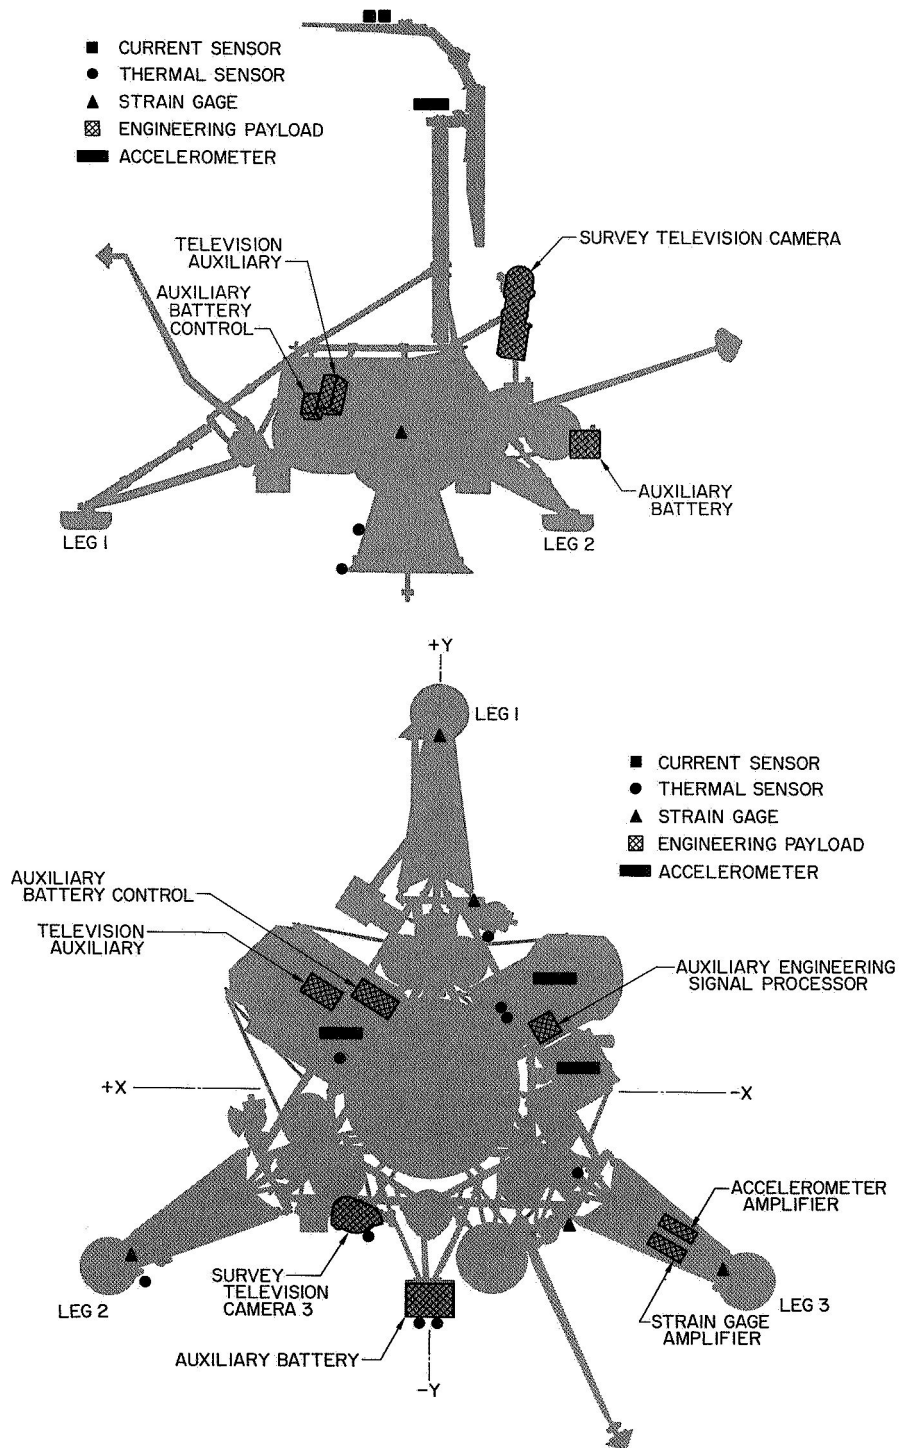 CURRENT SENSOR
THERMAL SENSOR
STRAIN GAGE
ENGINEERING PAYLOAD
ACCELEROMETER
TELEVISION
AUXILIARY
AUXILIARY
BATTERY
CONTROL
SURVEY TELEVISION CAMERA
AUXILIARY
BATTERY
LEG 1
LEG 2
+Y
LEG 1
CURRENT SENSOR
THERMAL SENSOR
STRAIN GAGE
ENGINEERING PAYLOAD
ACCELEROMETER
AUXILIARY
BATTERY CONTROL
TELEVISION
AUXILIARY
AUXILIARY ENGINEERING
SIGNAL PROCESSOR
+X
-X
ACCELEROMETER
AMPLIFIER
SURVEY
TELEVISION
CAMERA 3
LEG 2
LEG 3
STRAIN GAGE
AMPLIFIER
AUXILIARY BATTERY
-Y